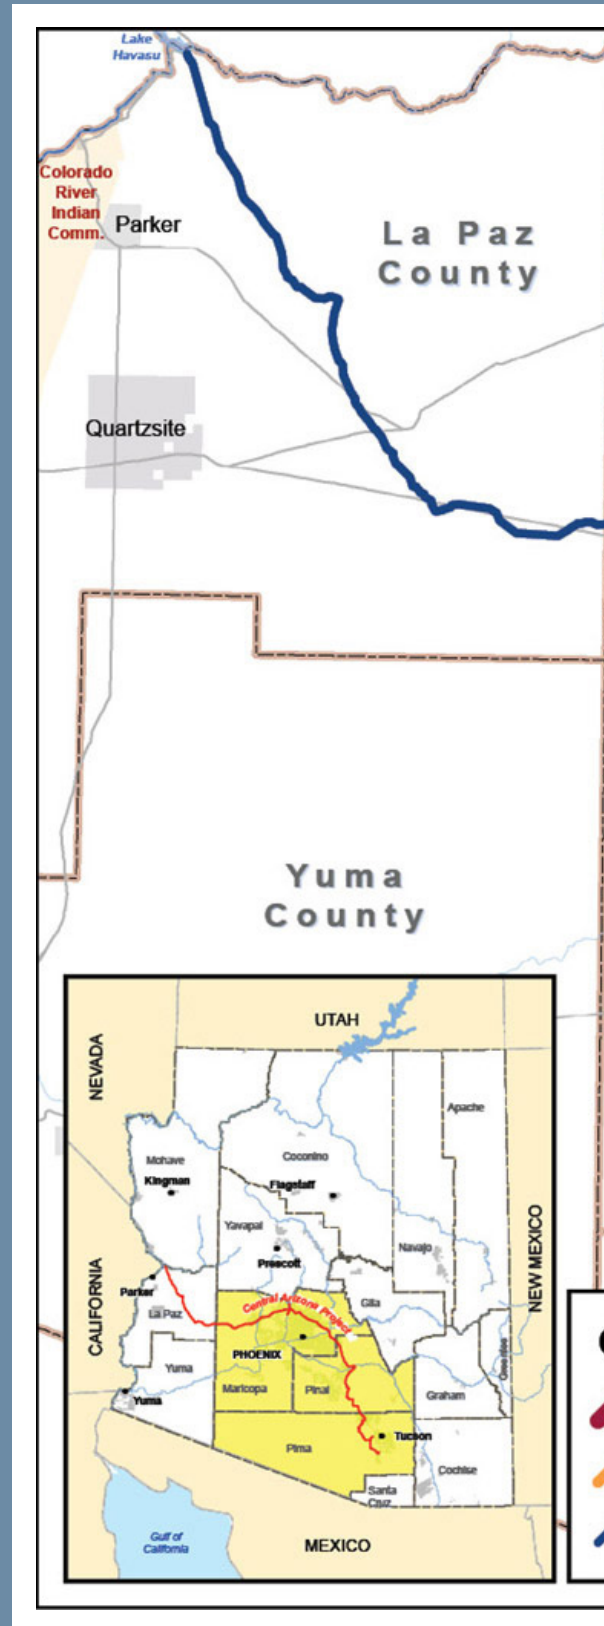 Lake
Havasu
Colorado
River
Indian
Comm.
Parker
La Paz
County
Quartzsite
Yuma
County
UTAH
NEVADA
Apache
Mohave
Kingman
Coconino
Flagstaff
Yavapai
Navajo
Prescott
NEW MEXICO
CALIFORNIA
Parker
Central Arizona Project
Gila
La Paz
Greenlee
PHOENIX
Yuma
Maricopa
Pinal
Graham
Yuma
Tucson
Pima
Cochise
Santa
Cruz
Gulf of
California
MEXICO